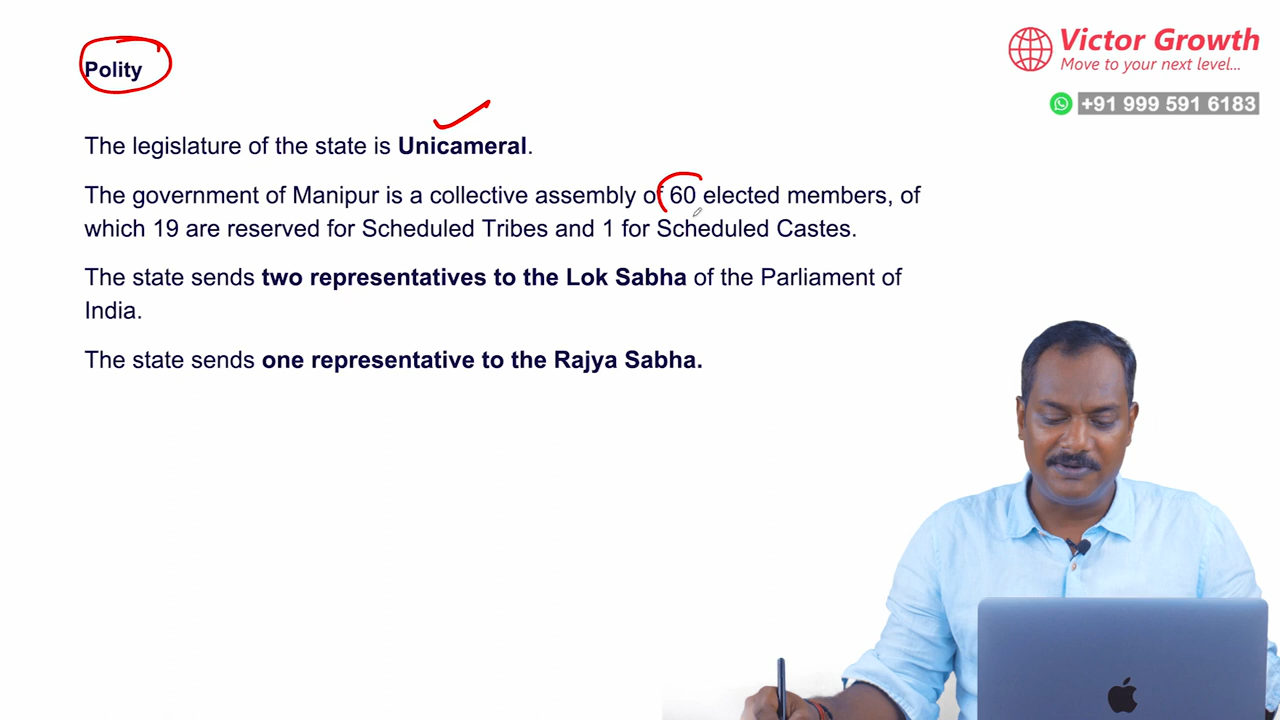 Victor Growth
Move to your next level...
+91 999 591 6183
Polity
The legislature of the state is Unicameral.
The government of Manipur is a collective assembly of 60 elected members, of
which 19 are reserved for Scheduled Tribes and 1 for Scheduled Castes.
The state sends two representatives to the Lok Sabha of the Parliament of
India.
The state sends one representative to the Rajya Sabha.